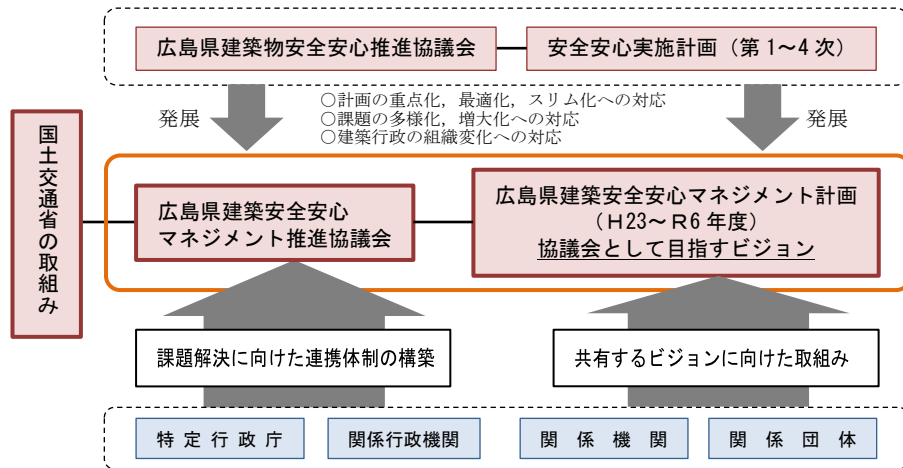 広島県建築物安全安心推進協議会
安全安心実施計画（第１～４次）
発展
○計画の重点化，最適化，スリム化への対応
○課題の多様化，増大化への対応
○建築行政の組織変化への対応
発展
国土交通省の取組み
広島県建築安全安心
マネジメント推進協議会
広島県建築安全安心マネジメント計画
（Ｈ23～Ｒ6 年度）
協議会として目指すビジョン
課題解決に向けた連携体制の構築
共有するビジョンに向けた取組み
特定行政庁
関係行政機関
関係機関
関係団体